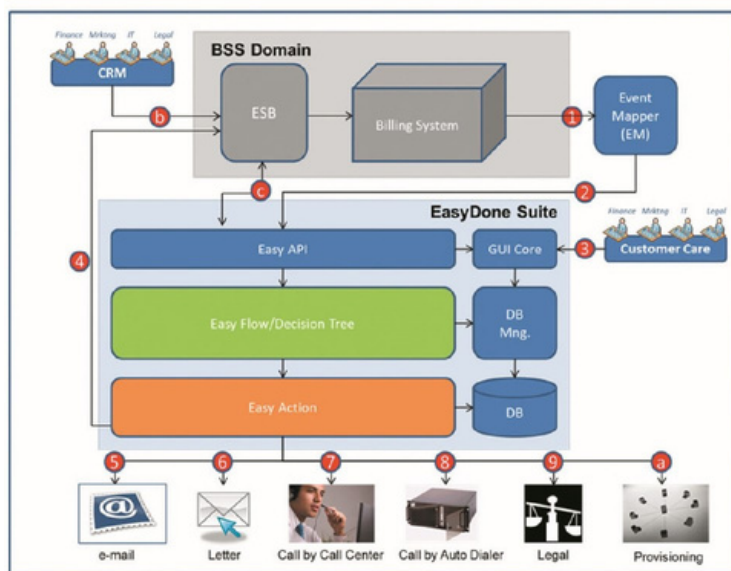 Finance Mrktng IT Legal
CRM
BSS Domain
b
ESB
Billing System
1
Event
Mapper
(EM)
c
2
EasyDone Suite
Finance Mrktng IT Legal
4
Easy API
GUI Core
3
Customer Care
Easy Flow/Decision Tree
DB
Mng.
Easy Action
DB
5
6
7
8
9
a
@
e-mail
Letter
Call by Call Center
Call by Auto Dialer
Legal
Provisioning